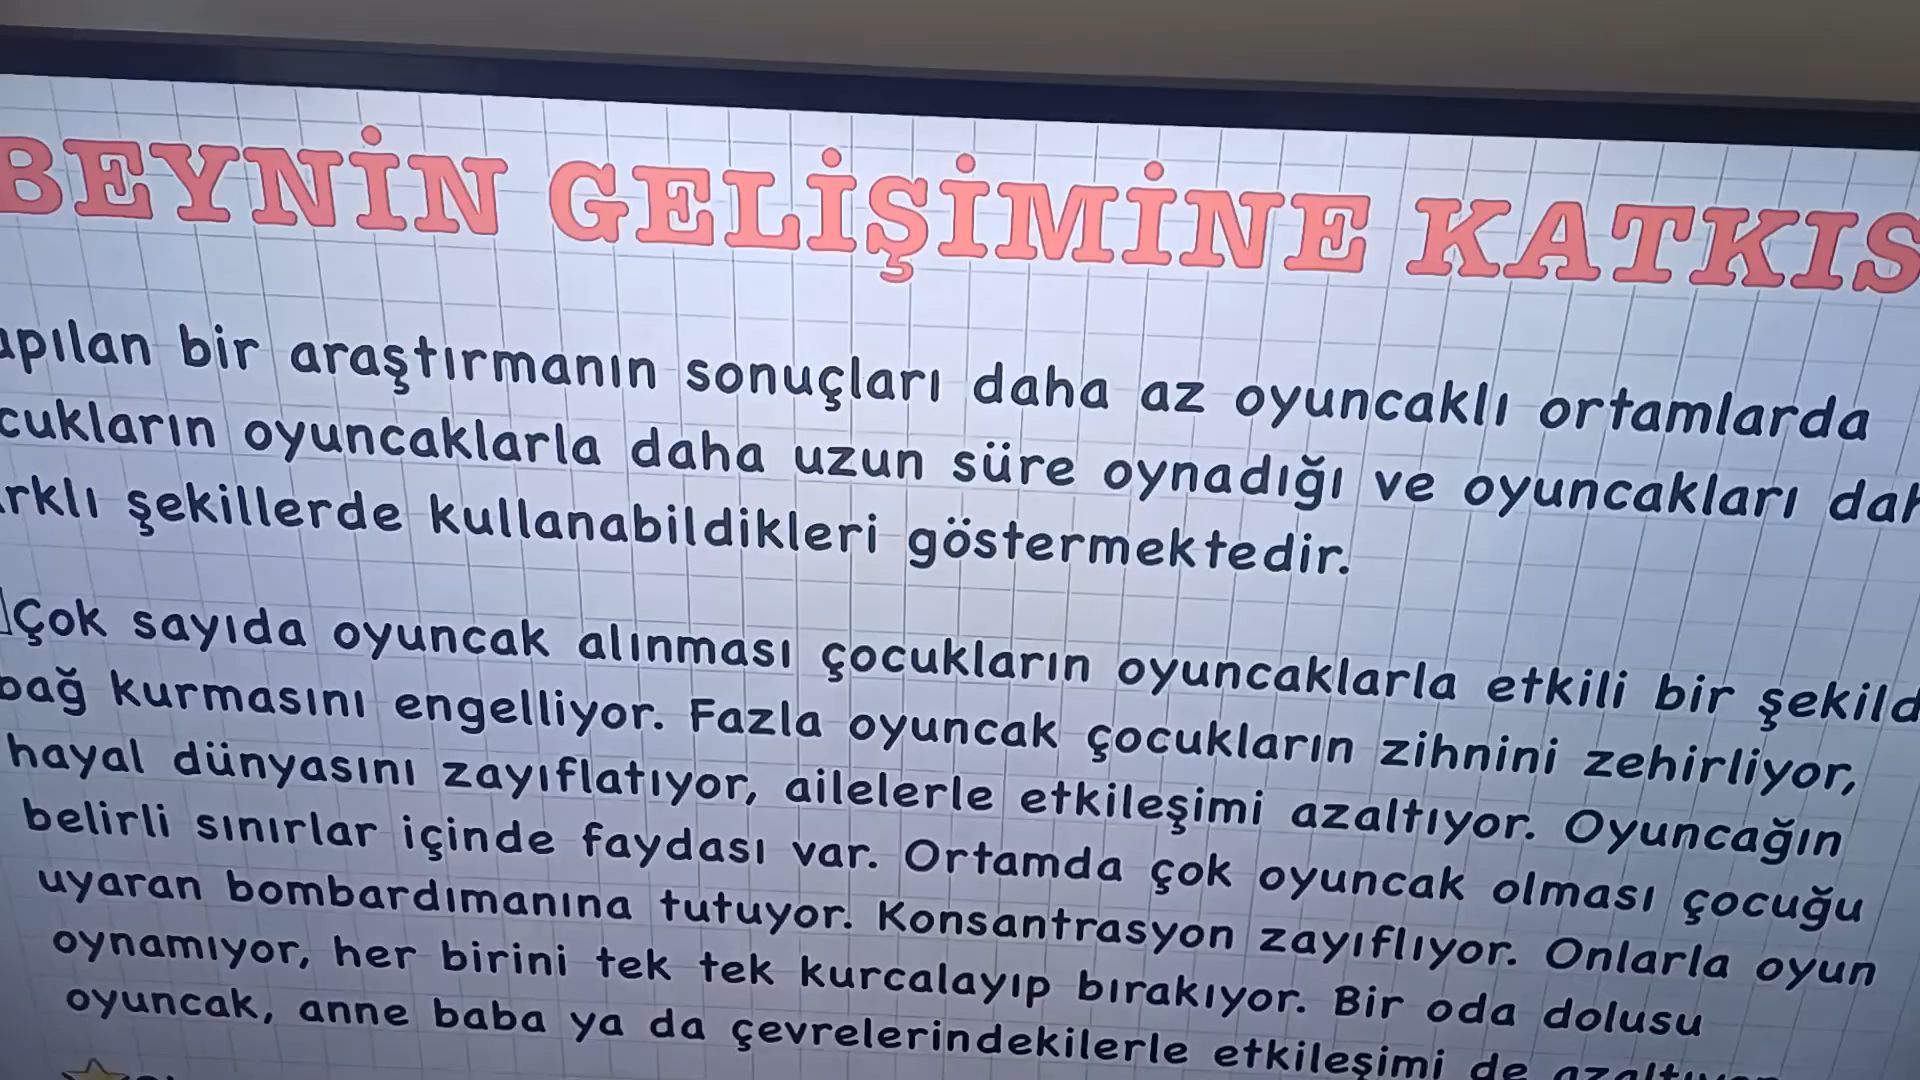 BEYNİN GELİŞİMİNE KATKIS
apılan bir araştırmanın sonuçları daha az oyuncaklı ortamlarda
cukların oyuncaklarla daha uzun süre oynadığı ve oyuncakları dah
rklı şekillerde kullanabildikleri göstermektedir.
Çok sayıda oyuncak alınması çocukların oyuncaklarla etkili bir şekild
bağ kurmasını engelliyor. Fazla oyuncak çocukların zihnini zehirliyor,
hayal dünyasını zayıflatıyor, ailelerle etkileşimi azaltıyor. Oyuncağın
belirli sınırlar içinde faydası var. Ortamda çok oyuncak olması çocuğu
uyaran bombardımanına tutuyor. Konsantrasyon zayıflıyor. Onlarla oyun
oynamıyor, her birini tek tek kurcalayıp bırakıyor. Bir oda dolusu
oyuncak, anne baba ya da çevrelerindekilerle etkileşimi de azaltıyor